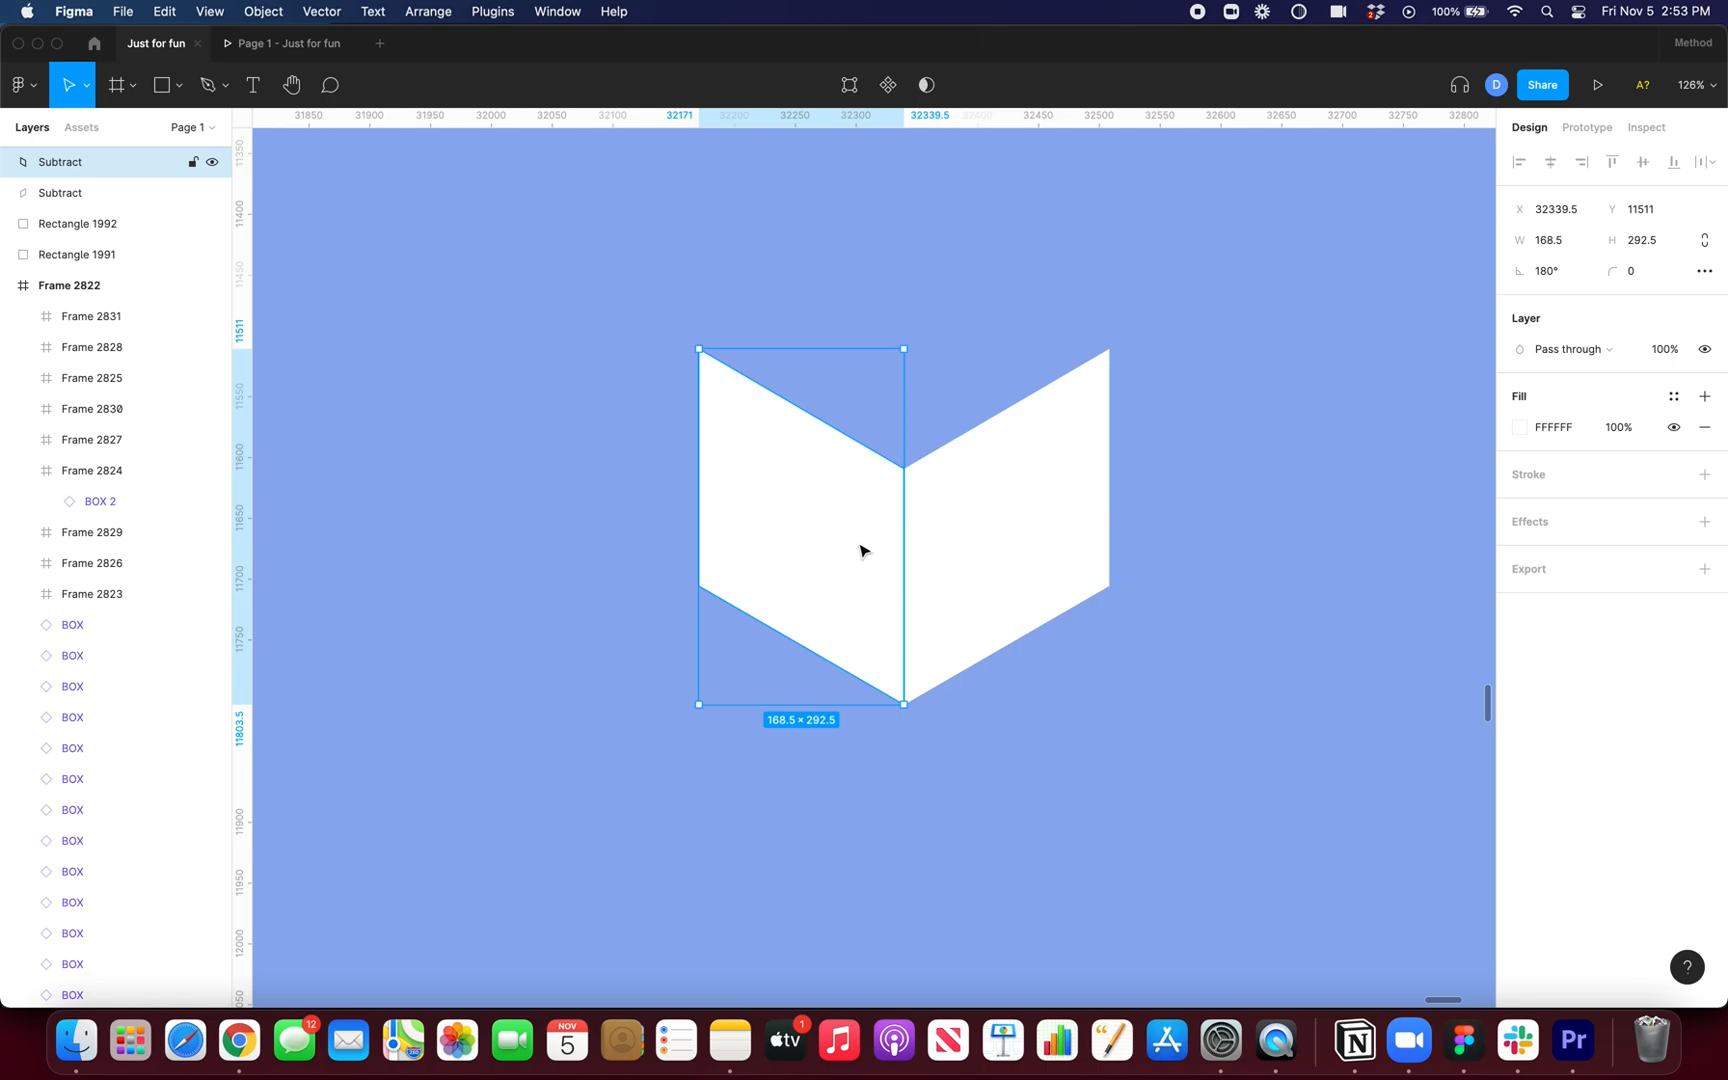 Figma File Edit View Object Vector Text Arrange Plugins Window Help
2 100% Fri Nov 5 2:53 PM
Just for fun Page 1 - Just for fun Method
D Share A? 126%
Layers Assets Page 1
31850 31900 31950 32000 32050 32100 32171 32200 32250 32300 32339.5 32400 32450 32500 32550 32600 32650 32700 32750 32800
Design Prototype Inspect
Subtract
Subtract
Rectangle 1992
Rectangle 1991
Frame 2822
Frame 2831
Frame 2828
Frame 2825
Frame 2830
Frame 2827
Frame 2824
BOX 2
Frame 2829
Frame 2826
Frame 2823
BOX
BOX
BOX
BOX
BOX
BOX
BOX
BOX
BOX
BOX
BOX
BOX
BOX
11350
11400
11450
11511
11550
11600
11650
11700
11750
11803.5
11900
11950
12000
168.5 × 292.5
X 32339.5 Y 11511
W 168.5 H 292.5
180° 0
Layer
Pass through 100%
Fill
FFFFFF 100%
Stroke
Effects
Export
?
12
NOV
5
tv
1
280
N
Pr